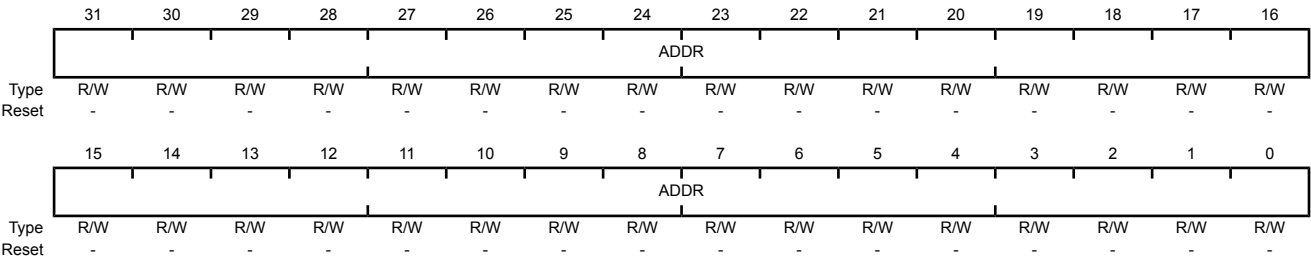 31 30 29 28 27 26 25 24 23 22 21 20 19 18 17 16
ADDR
Type R/W R/W R/W R/W R/W R/W R/W R/W R/W R/W R/W R/W R/W R/W R/W R/W
Reset - - - - - - - - - - - - - - - -
15 14 13 12 11 10 9 8 7 6 5 4 3 2 1 0
ADDR
Type R/W R/W R/W R/W R/W R/W R/W R/W R/W R/W R/W R/W R/W R/W R/W R/W
Reset - - - - - - - - - - - - - - - -